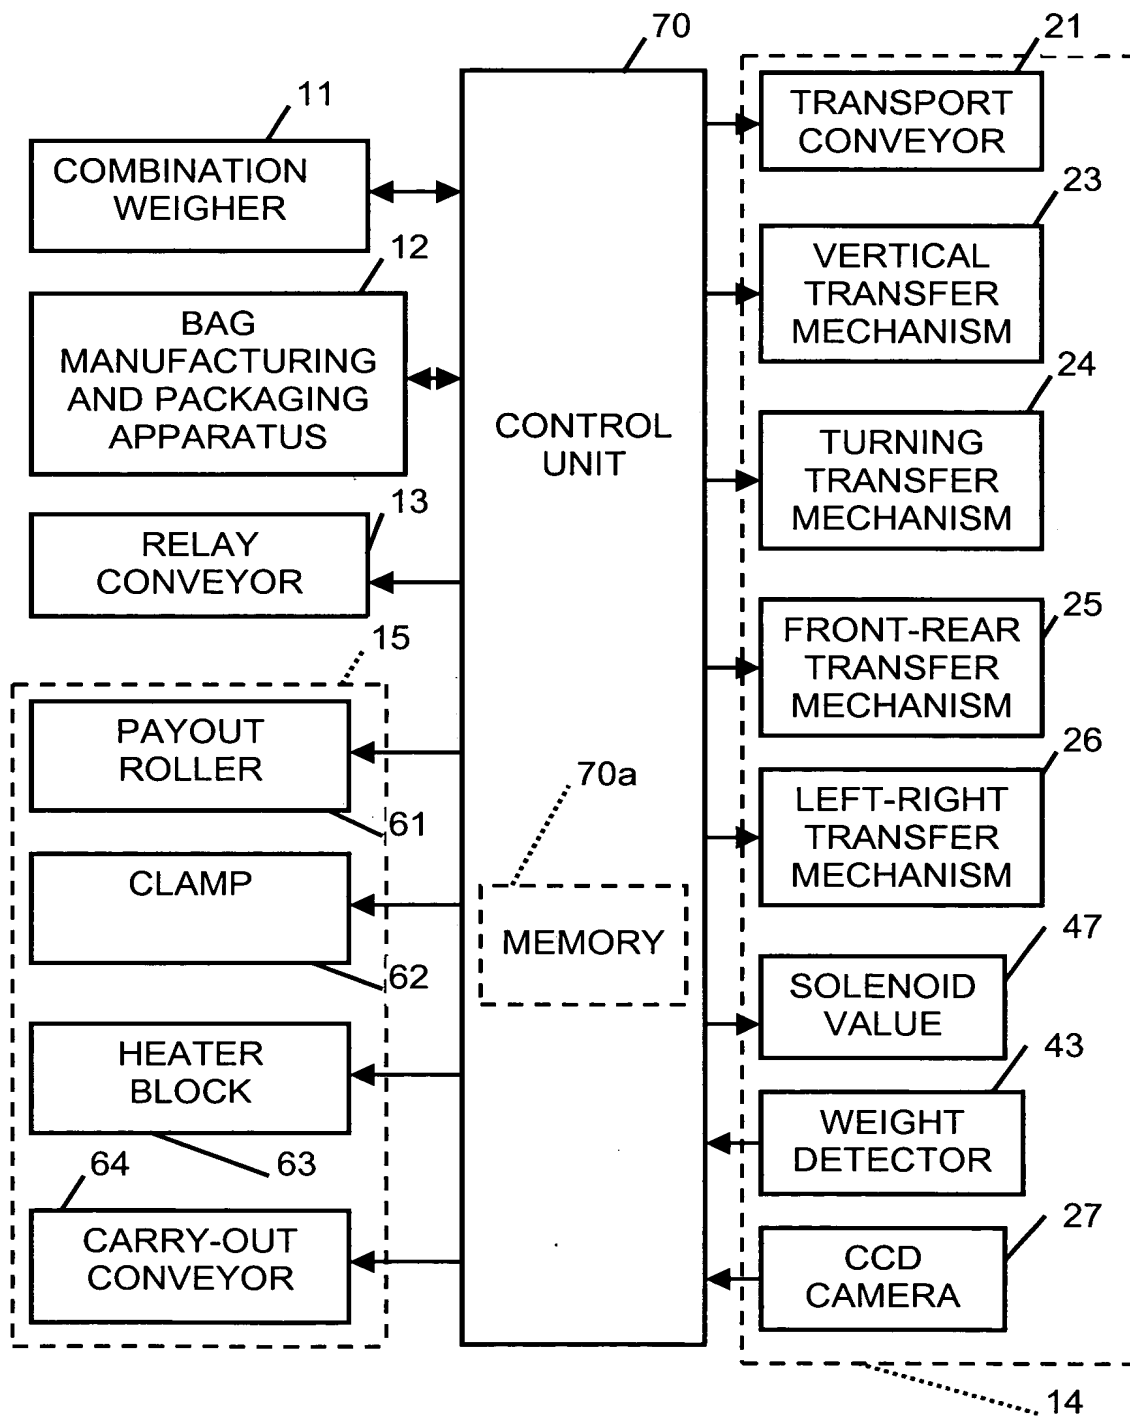 70
21
11
TRANSPORT
CONVEYOR
COMBINATION
WEIGHER
23
12
VERTICAL
TRANSFER
MECHANISM
BAG
MANUFACTURING
AND PACKAGING
APPARATUS
24
CONTROL
UNIT
TURNING
TRANSFER
MECHANISM
13
RELAY
CONVEYOR
25
FRONT-REAR
TRANSFER
MECHANISM
15
PAYOUT
ROLLER
61
70a
26
LEFT-RIGHT
TRANSFER
MECHANISM
CLAMP
62
MEMORY
47
SOLENOID
VALUE
HEATER
BLOCK
63
43
WEIGHT
DETECTOR
64
CARRY-OUT
CONVEYOR
27
CCD
CAMERA
14